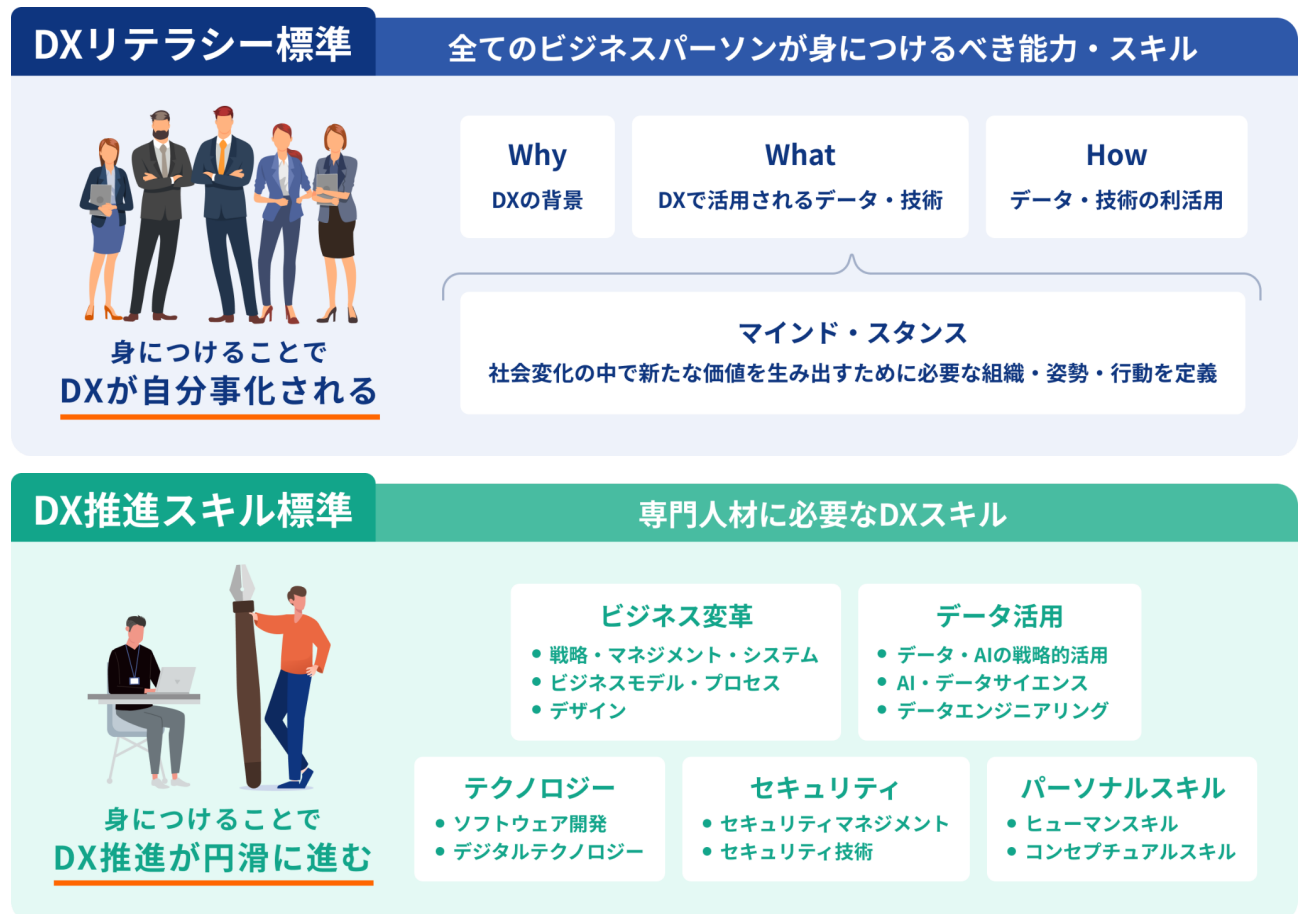 DXリテラシー標準
全てのビジネスパーソンが身につけるべき能力・スキル
身につけることで
DXが自分事化される
Why
DXの背景
What
DXで活用されるデータ・技術
How
データ・技術の利活用
マインド・スタンス
社会変化の中で新たな価値を生み出すために必要な組織・姿勢・行動を定義
DX推進スキル標準
専門人材に必要なDXスキル
身につけることで
DX推進が円滑に進む
ビジネス変革
• 戦略・マネジメント・システム
• ビジネスモデル・プロセス
• デザイン
データ活用
• データ・AIの戦略的活用
• AI・データサイエンス
• データエンジニアリング
テクノロジー
• ソフトウェア開発
• デジタルテクノロジー
セキュリティ
• セキュリティマネジメント
• セキュリティ技術
パーソナルスキル
• ヒューマンスキル
• コンセプチュアルスキル